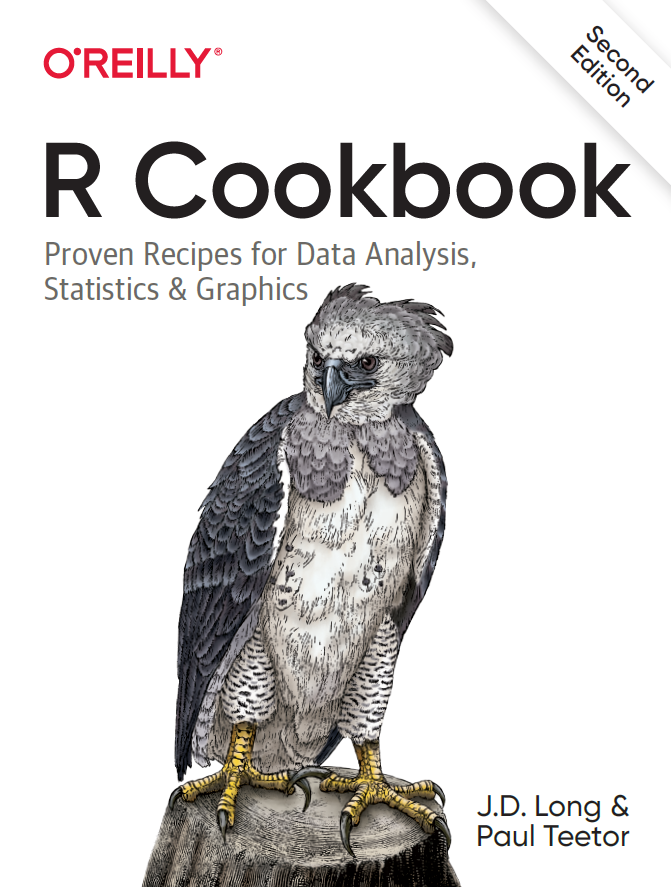 O'REILLY®
Second
Edition
R Cookbook
Proven Recipes for Data Analysis,
Statistics & Graphics
J.D. Long &
Paul Teetor